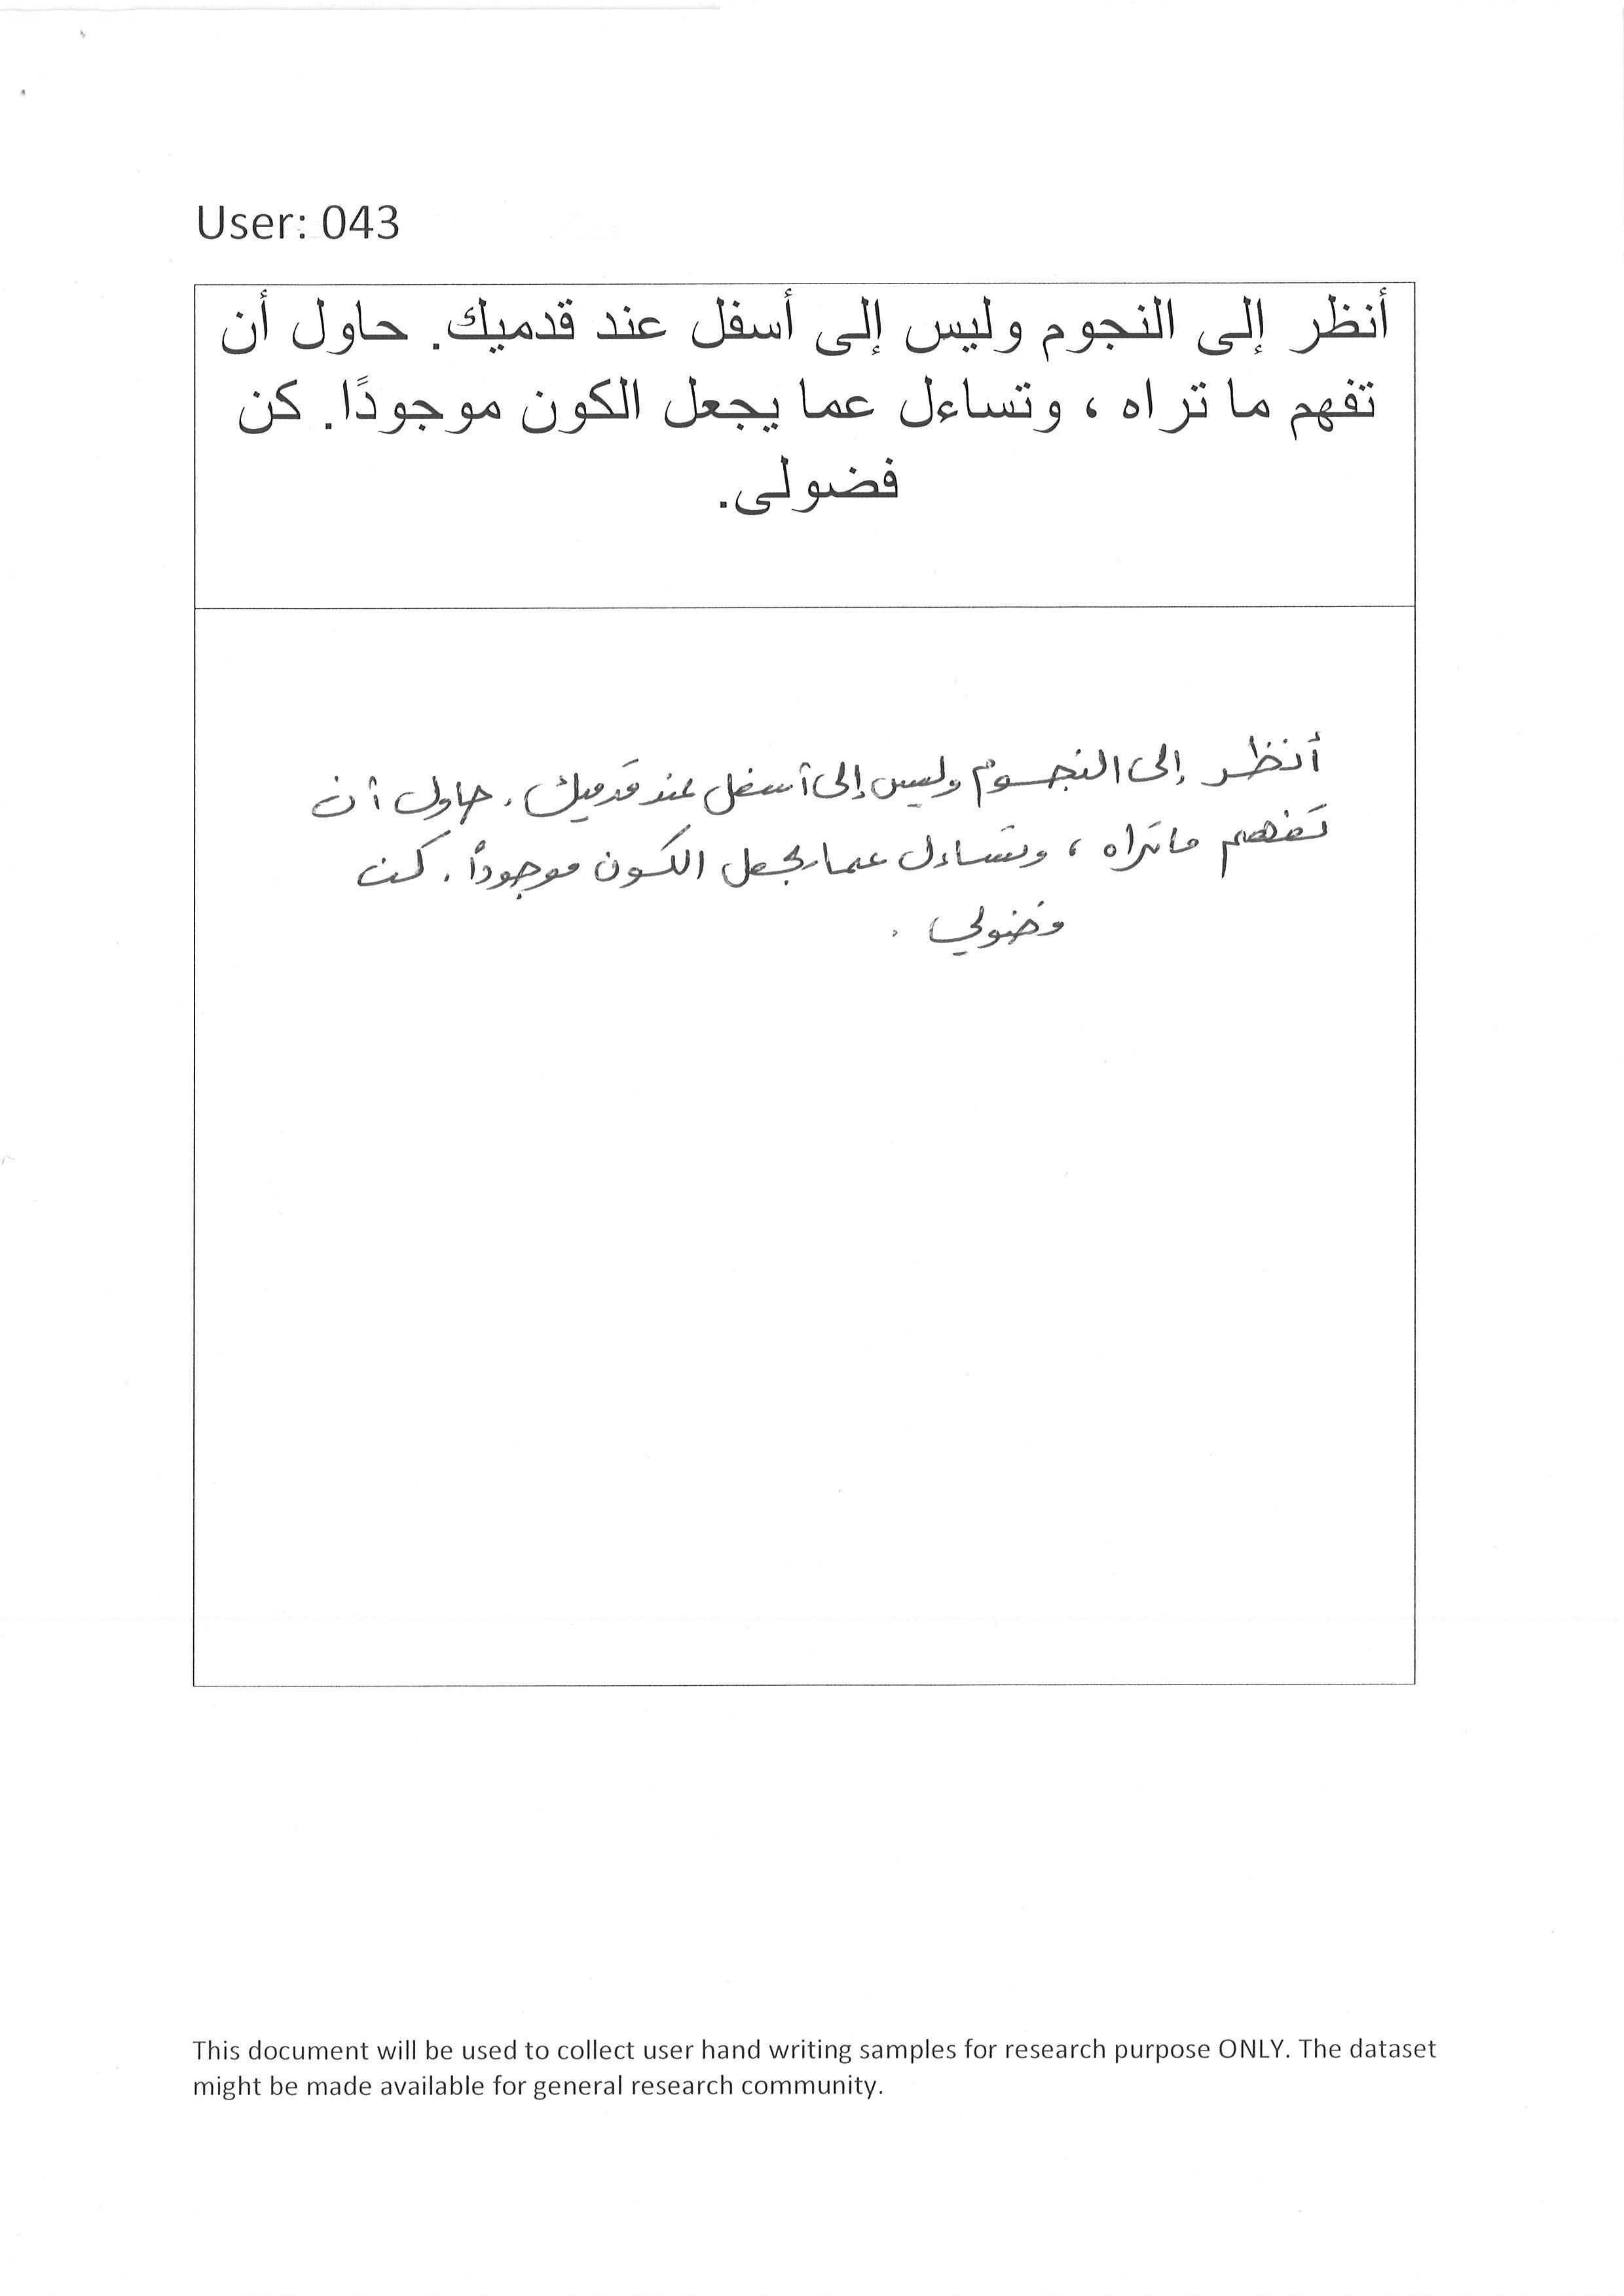 User: 043
أنظر إلى النجوم وليس إلى أسفل عند قدميك. حاول أن
تفهم ما تراه ، وتساءل عما يجعل الكون موجودًا. كن
فضولى.
أنظر إلى النجوم وليس إلى أسفل عند قدميك. حاول أن
تفهم ما تراه ، وتساءل عما يجعل الكون موجوداً. كن
فضولي .
This document will be used to collect user hand writing samples for research purpose ONLY. The dataset
might be made available for general research community.